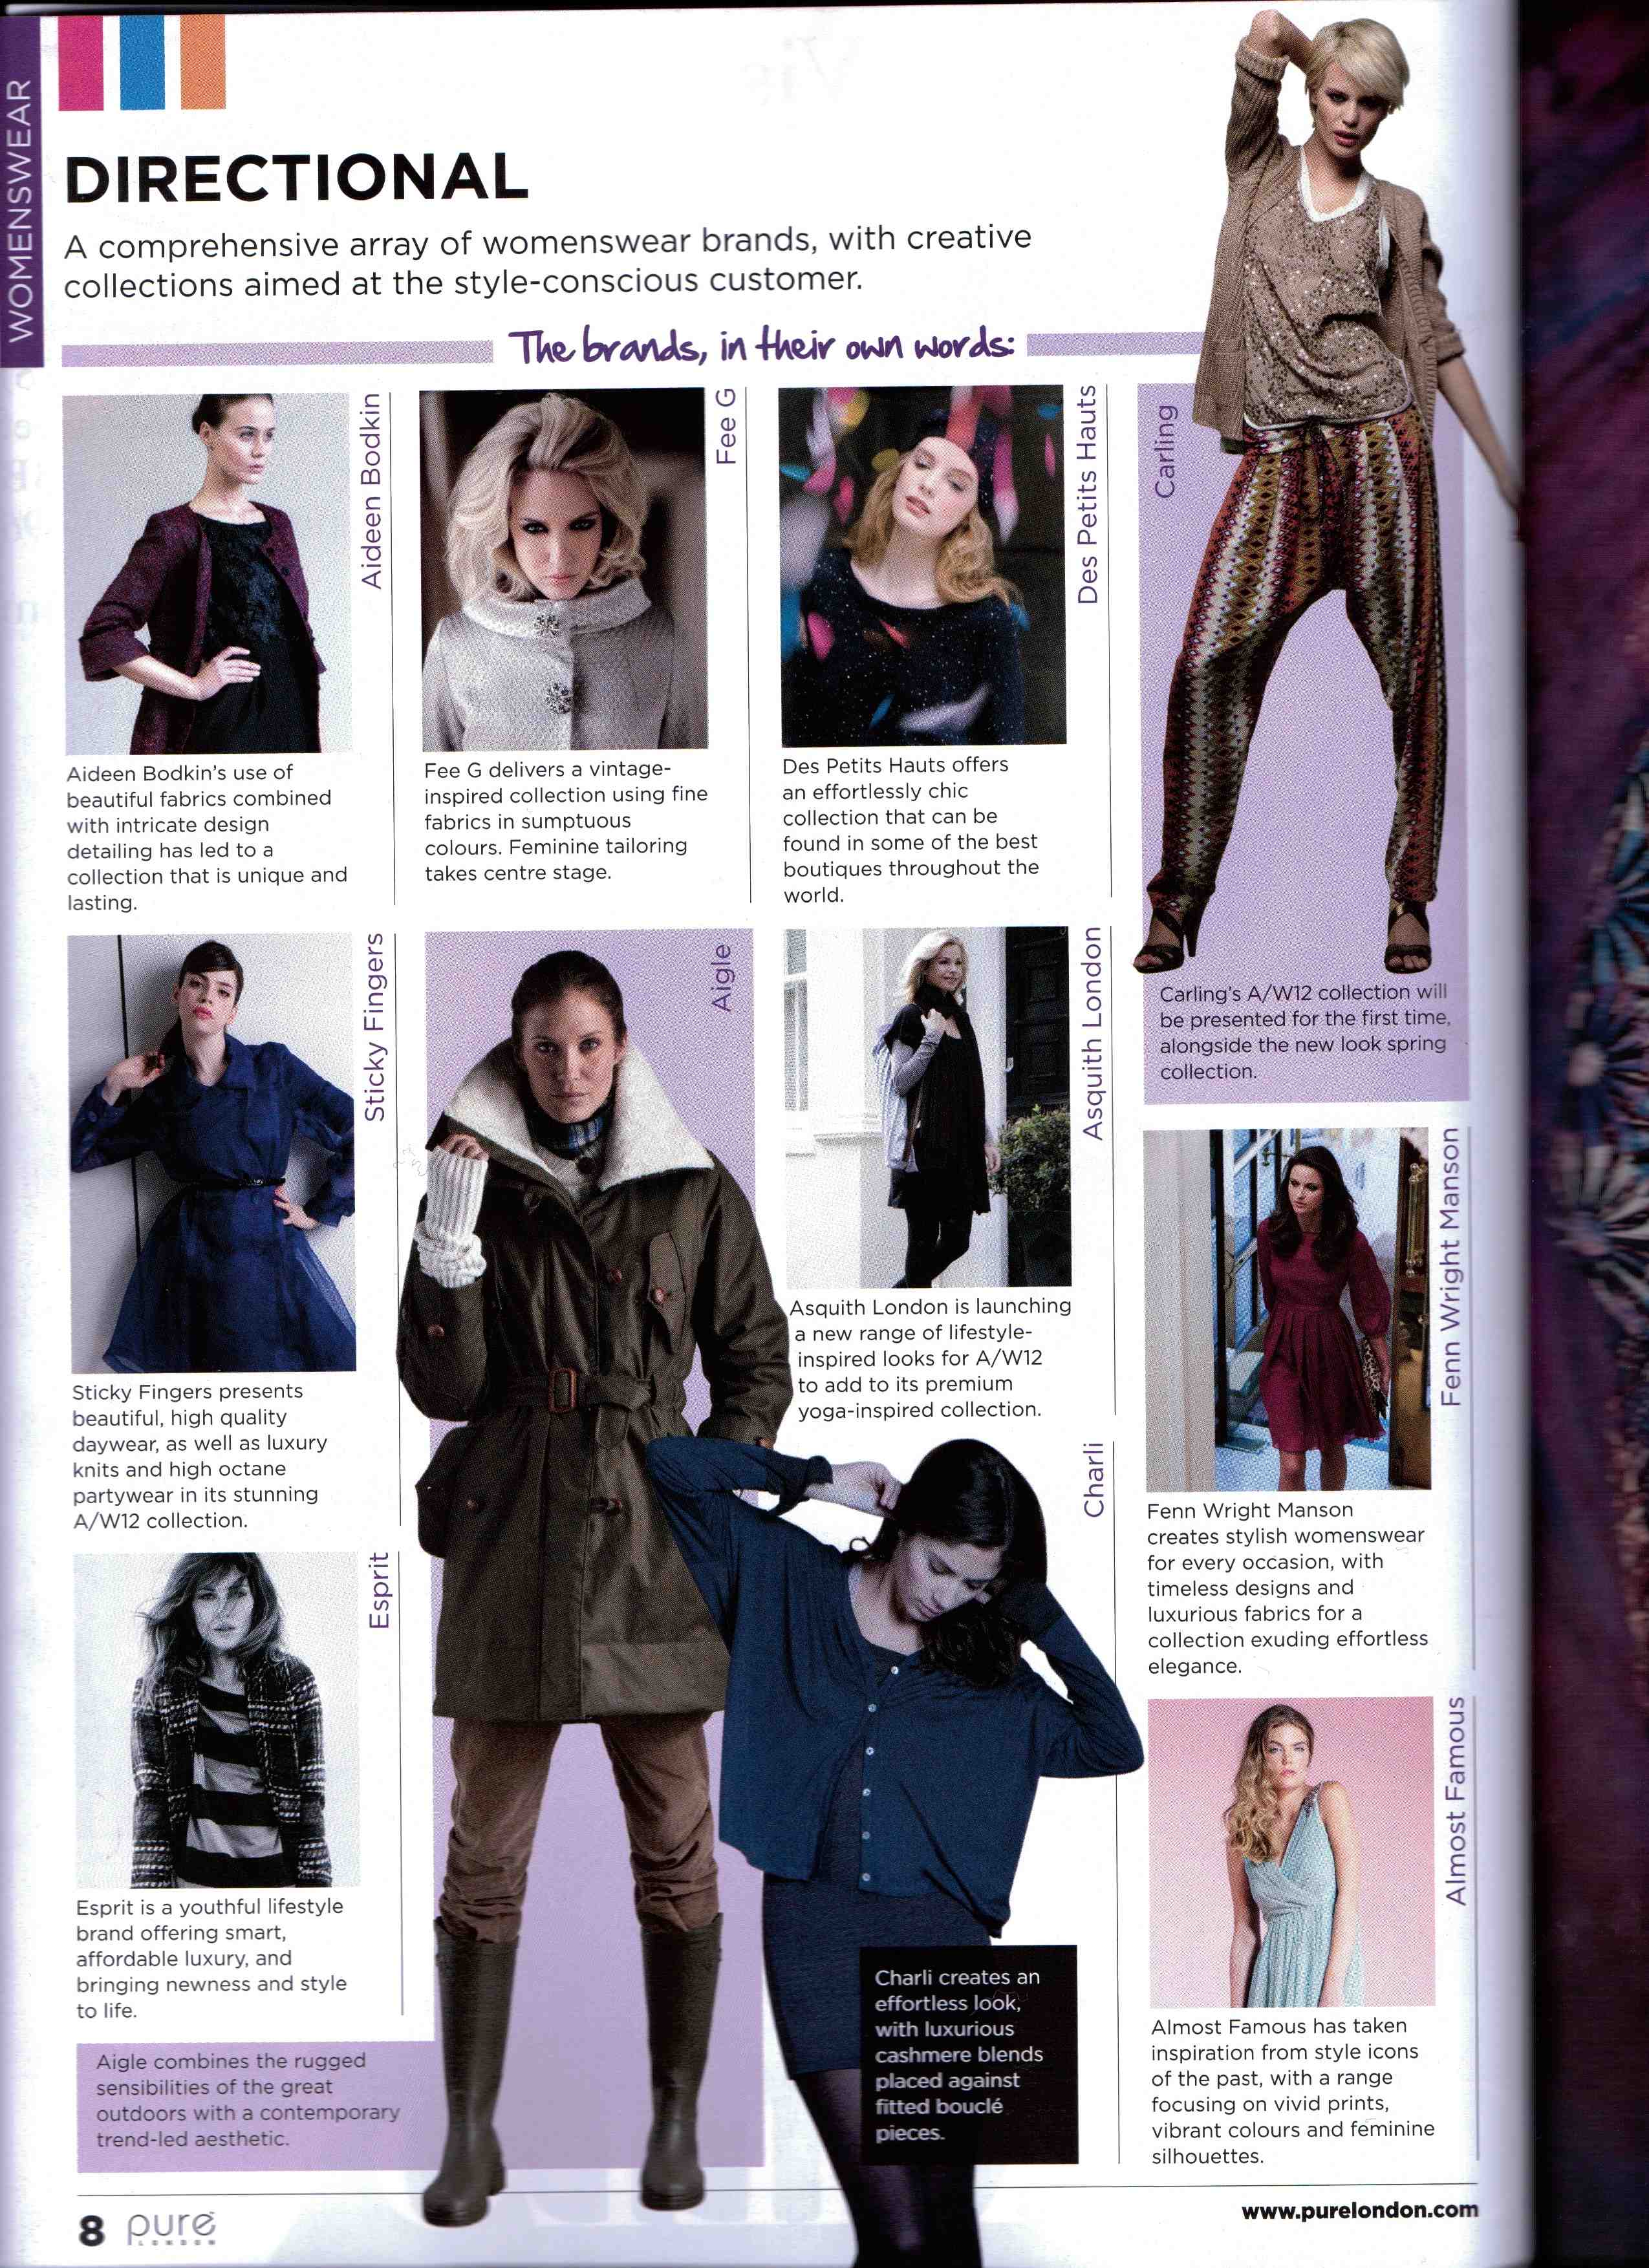 WOMENSWEAR
DIRECTIONAL
A comprehensive array of womenswear brands, with creative
collections aimed at the style-conscious customer.
The brands, in their own words:
Aideen Bodkin
Aideen Bodkin's use of
beautiful fabrics combined
with intricate design
detailing has led to a
collection that is unique and
lasting.
Fee G
Fee G delivers a vintage-
inspired collection using fine
fabrics in sumptuous
colours. Feminine tailoring
takes centre stage.
Des Petits Hauts
Des Petits Hauts offers
an effortlessly chic
collection that can be
found in some of the best
boutiques throughout the
world.
Carling
Carling's A/W12 collection will
be presented for the first time,
alongside the new look spring
collection.
Sticky Fingers
Sticky Fingers presents
beautiful, high quality
daywear, as well as luxury
knits and high octane
partywear in its stunning
A/W12 collection.
Aigle
Asquith London
Asquith London is launching
a new range of lifestyle-
inspired looks for A/W12
to add to its premium
yoga-inspired collection.
Fenn Wright Manson
Fenn Wright Manson
creates stylish womenswear
for every occasion, with
timeless designs and
luxurious fabrics for a
collection exuding effortless
elegance.
Esprit
Esprit is a youthful lifestyle
brand offering smart,
affordable luxury, and
bringing newness and style
to life.
Aigle combines the rugged
sensibilities of the great
outdoors with a contemporary
trend-led aesthetic.
Charli
Charli creates an
effortless look,
with luxurious
cashmere blends
placed against
fitted bouclé
pieces.
Almost Famous
Almost Famous has taken
inspiration from style icons
of the past, with a range
focusing on vivid prints,
vibrant colours and feminine
silhouettes.
8 pure
LONDON
www.purelondon.com